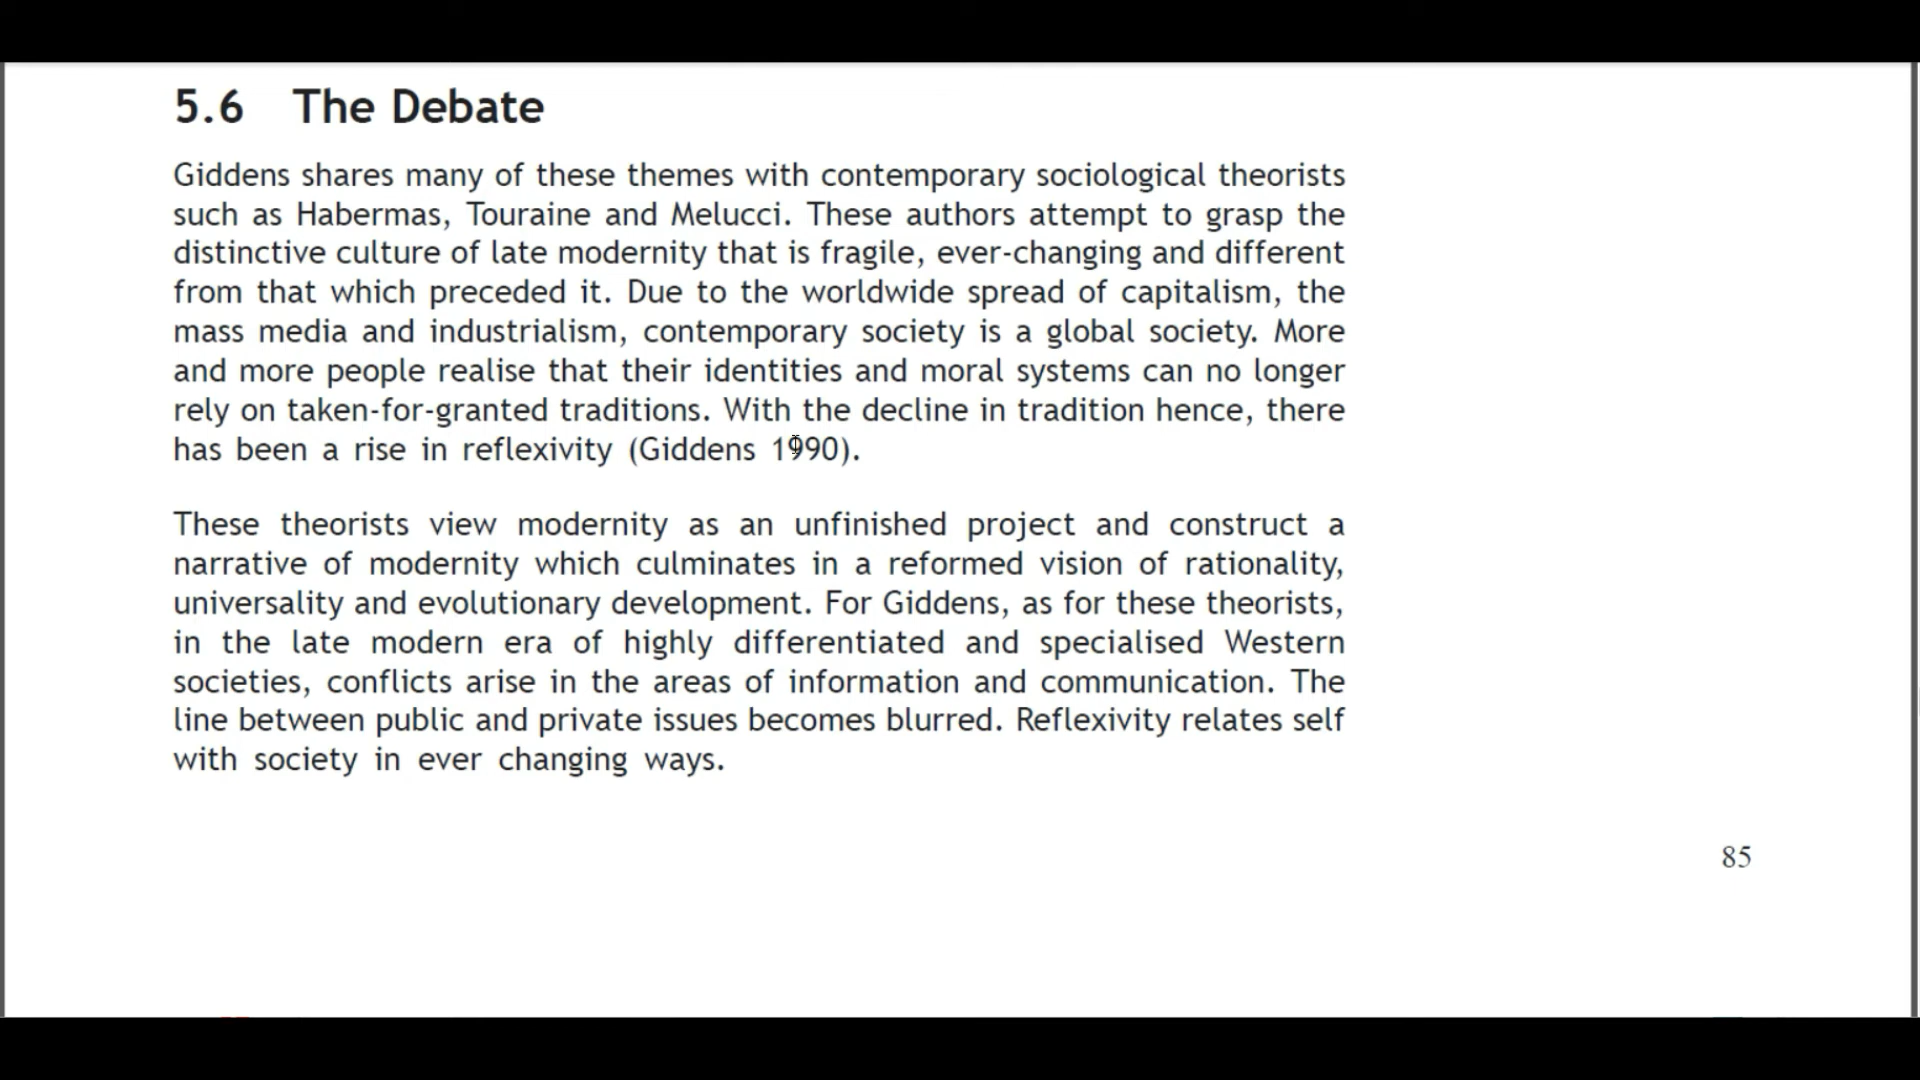 5.6 The Debate
Giddens shares many of these themes with contemporary sociological theorists
such as Habermas, Touraine and Melucci. These authors attempt to grasp the
distinctive culture of late modernity that is fragile, ever-changing and different
from that which preceded it. Due to the worldwide spread of capitalism, the
mass media and industrialism, contemporary society is a global society. More
and more people realise that their identities and moral systems can no longer
rely on taken-for-granted traditions. With the decline in tradition hence, there
has been a rise in reflexivity (Giddens 1990).
These theorists view modernity as an unfinished project and construct a
narrative of modernity which culminates in a reformed vision of rationality,
universality and evolutionary development. For Giddens, as for these theorists,
in the late modern era of highly differentiated and specialised Western
societies, conflicts arise in the areas of information and communication. The
line between public and private issues becomes blurred. Reflexivity relates self
with society in ever changing ways.
85